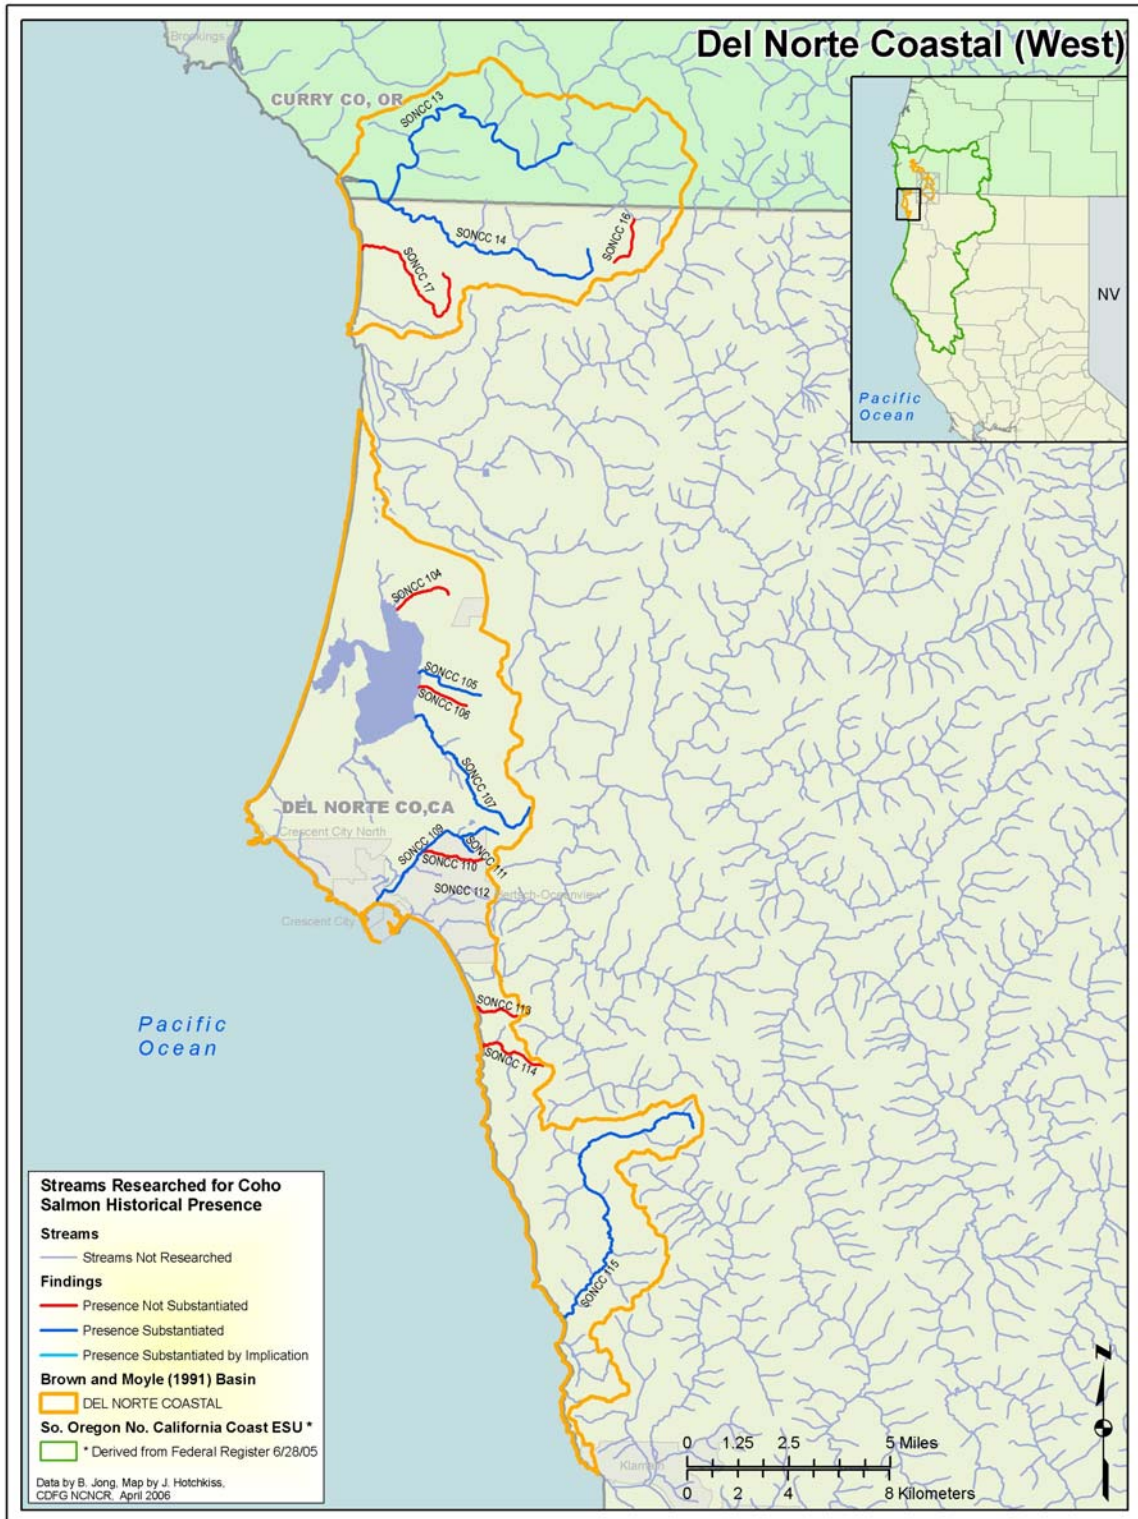 Del Norte Coastal (West)
Brookings
CURRY CO, OR
SONCC 13
SONCC 14
SONCC 16
SONCC 17
NV
Pacific
Ocean
SONCC 104
SONCC 105
SONCC 106
SONCC 107
DEL NORTE CO,CA
Crescent City North
SONCC 109
SONCC 111
SONCC 110
SONCC 112
Bertsch-Oceanview
Crescent City
SONCC 113
SONCC 114
Pacific
Ocean
SONCC 115
Klamath
Streams Researched for Coho
Salmon Historical Presence
Streams
Streams Not Researched
Findings
Presence Not Substantiated
Presence Substantiated
Presence Substantiated by Implication
Brown and Moyle (1991) Basin
DEL NORTE COASTAL
So. Oregon No. California Coast ESU *
* Derived from Federal Register 6/28/05
Data by B. Jong, Map by J. Hotchkiss,
CDFG NCNCR, April 2006
N
0 1.25 2.5 5 Miles
0 2 4 8 Kilometers